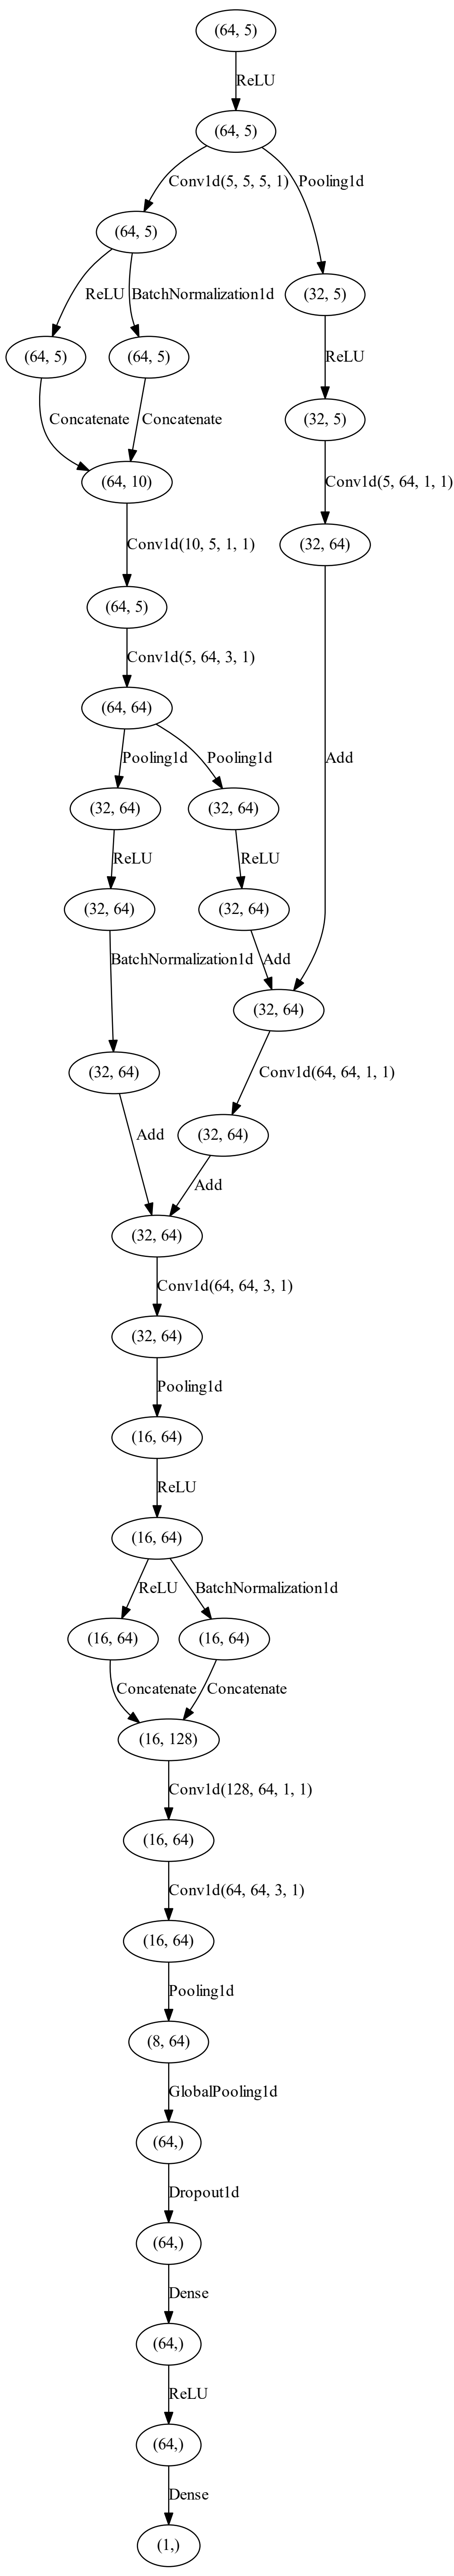 (64, 5)
ReLU
(64, 5)
Conv1d(5, 5, 5, 1) Pooling1d
(64, 5)
(32, 5)
ReLU BatchNormalization1d
(64, 5) (64, 5)
ReLU
(32, 5)
Concatenate Concatenate
(64, 10)
Conv1d(5, 64, 1, 1)
(32, 64)
Conv1d(10, 5, 1, 1)
(64, 5)
Conv1d(5, 64, 3, 1)
(64, 64)
Pooling1d Pooling1d Add
(32, 64) (32, 64)
ReLU ReLU
(32, 64) (32, 64)
BatchNormalization1d Add
(32, 64)
(32, 64)
Conv1d(64, 64, 1, 1)
(32, 64)
Add
Add
(32, 64)
Conv1d(64, 64, 3, 1)
(32, 64)
Pooling1d
(16, 64)
ReLU
(16, 64)
ReLU BatchNormalization1d
(16, 64) (16, 64)
Concatenate Concatenate
(16, 128)
Conv1d(128, 64, 1, 1)
(16, 64)
Conv1d(64, 64, 3, 1)
(16, 64)
Pooling1d
(8, 64)
GlobalPooling1d
(64,)
Dropout1d
(64,)
Dense
(64,)
ReLU
(64,)
Dense
(1,)